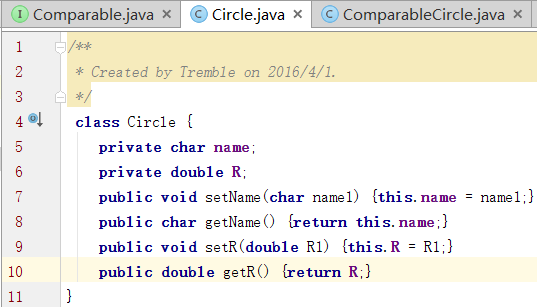 I Comparable.java × C Circle.java × C ComparableCircle.java ×
1 /**
2 * Created by Tremble on 2016/4/1.
3 */
4 class Circle {
5 private char name;
6 private double R;
7 public void setName(char name1) {this.name = name1;}
8 public char getName() {return this.name;}
9 public void setR(double R1) {this.R = R1;}
10 public double getR() {return R;}
11 }